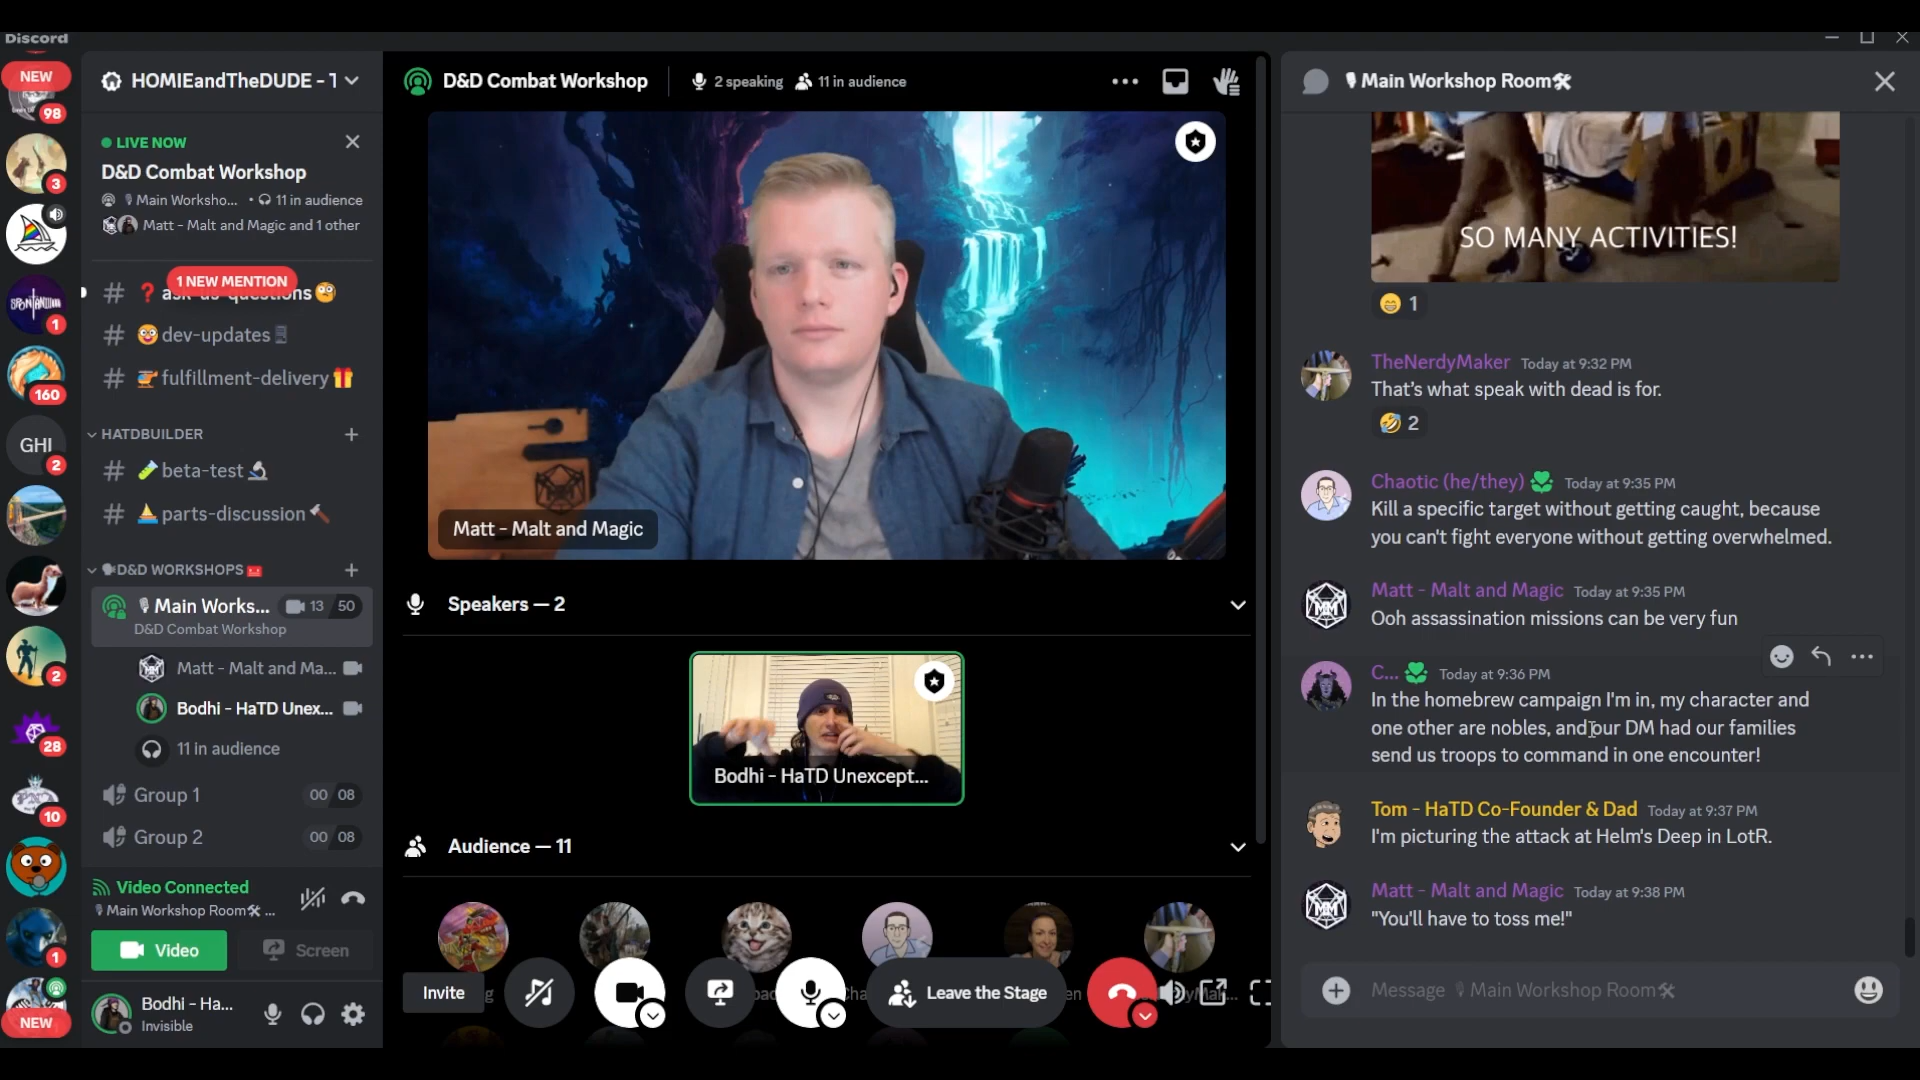 Discord
NEW
98
3
SPONTANIUM
1
160
GHI
2
2
28
10
1
NEW
HOMIEandTheDUDE - T
LIVE NOW
D&D Combat Workshop
Main Worksho... • 11 in audience
Matt - Malt and Magic and 1 other
1 NEW MENTION
# ❓ask-us-questions🧐
# dev-updates
# fulfillment-delivery🎁
HATDBUILDER
# 🧪beta-test🔬
# ⛵parts-discussion🔨
D&D WORKSHOPS
🎙Main Works... 13 50
D&D Combat Workshop
Matt - Malt and Ma...
Bodhi - HaTD Unex...
11 in audience
Group 1 00 08
Group 2 00 08
Video Connected
🎙Main Workshop Room🛠 ...
Video
Screen
Bodhi - Ha...
Invisible
D&D Combat Workshop
2 speaking 11 in audience
Matt - Malt and Magic
Speakers — 2
Bodhi - HaTD Unexcept...
Audience — 11
Invite
Leave the Stage
🎙Main Workshop Room🛠
SO MANY ACTIVITIES!
😁 1
TheNerdyMaker Today at 9:32 PM
That's what speak with dead is for.
🤣 2
Chaotic (he/they) Today at 9:35 PM
Kill a specific target without getting caught, because
you can't fight everyone without getting overwhelmed.
Matt - Malt and Magic Today at 9:35 PM
Ooh assassination missions can be very fun
C... Today at 9:36 PM
In the homebrew campaign I'm in, my character and
one other are nobles, and our DM had our families
send us troops to command in one encounter!
Tom - HaTD Co-Founder & Dad Today at 9:37 PM
I'm picturing the attack at Helm's Deep in LotR.
Matt - Malt and Magic Today at 9:38 PM
"You'll have to toss me!"
Message 🎙Main Workshop Room🛠